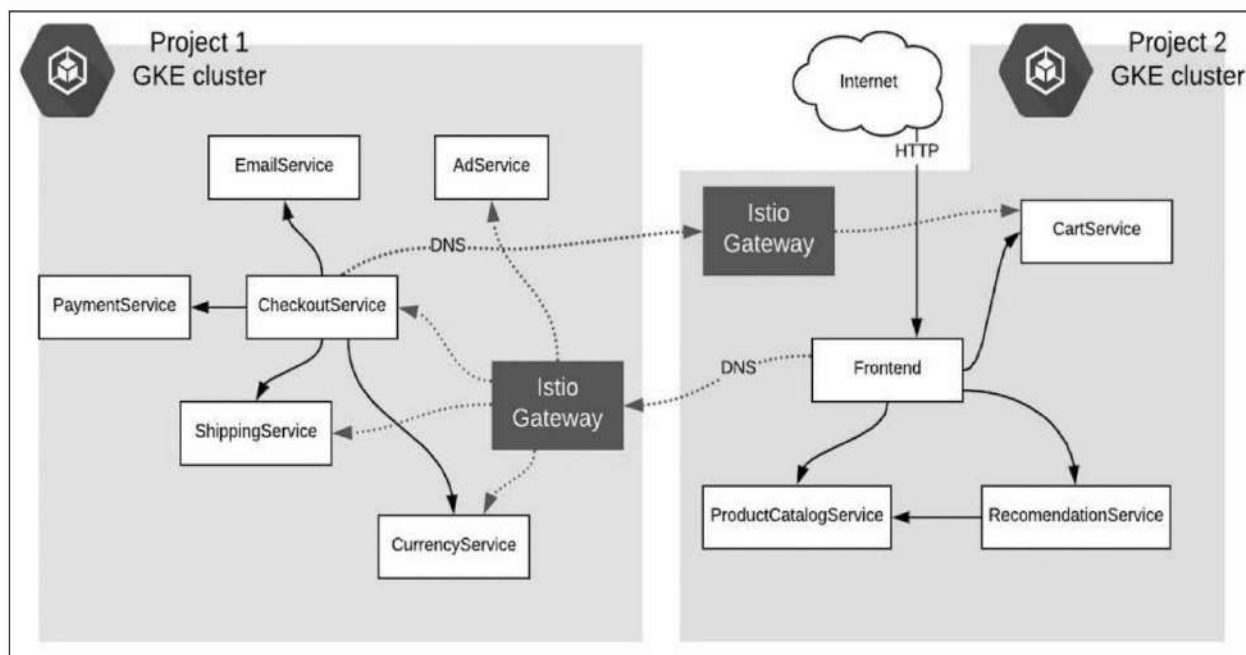 Project 1
GKE cluster
Project 2
GKE cluster
Internet
HTTP
EmailService
AdService
Istio
Gateway
CartService
DNS
PaymentService
CheckoutService
Istio
Gateway
DNS
Frontend
ShippingService
ProductCatalogService
RecomendationService
CurrencyService